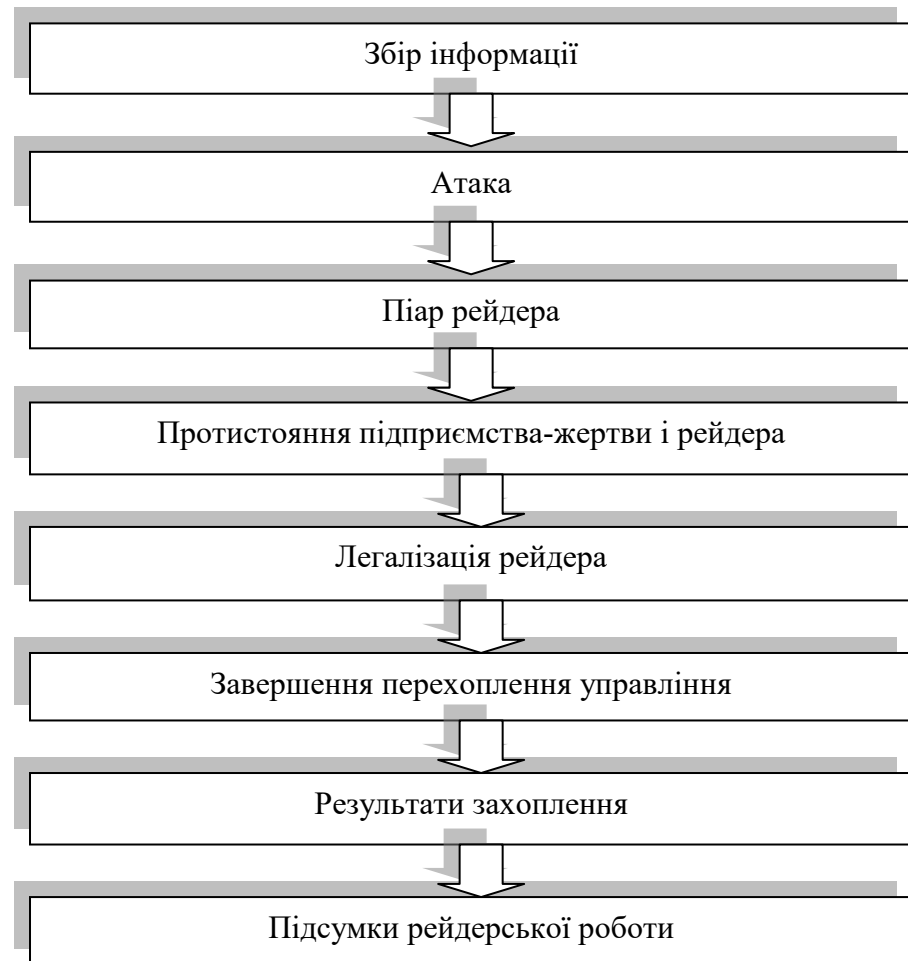 Збір інформації
Атака
Піар рейдера
Протистояння підприємства-жертви і рейдера
Легалізація рейдера
Завершення перехоплення управління
Результати захоплення
Підсумки рейдерської роботи